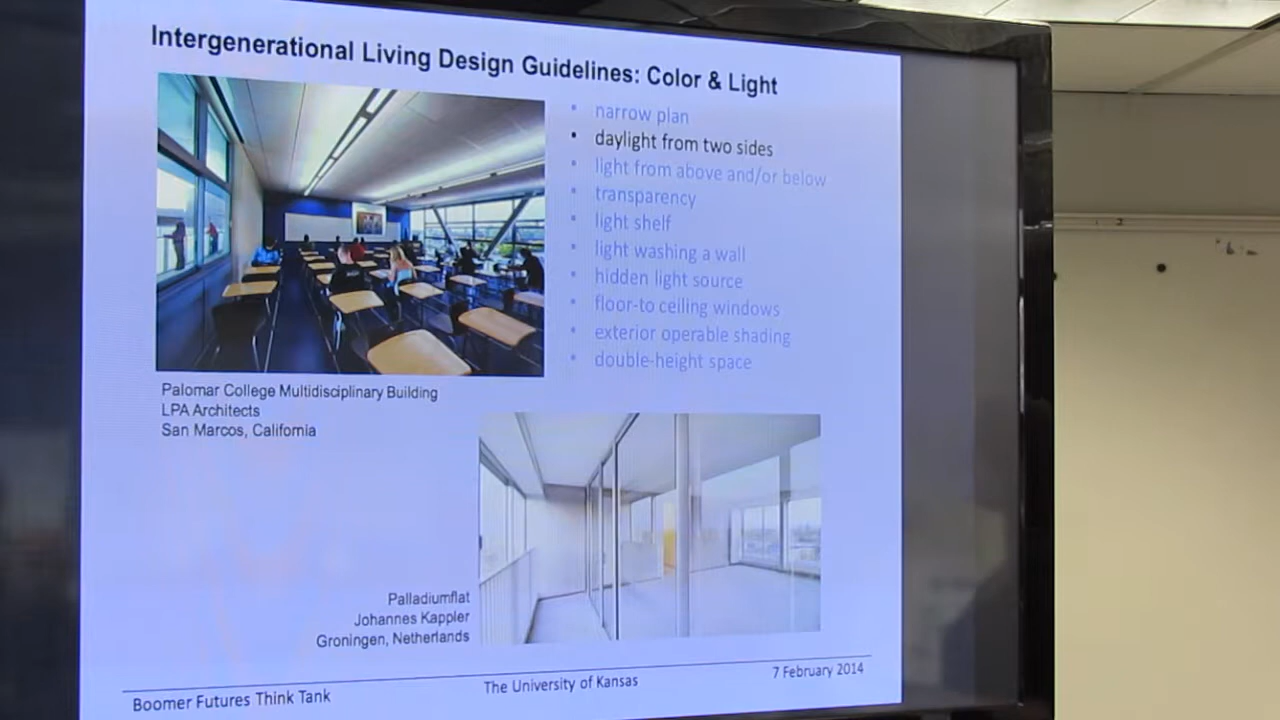 Intergenerational Living Design Guidelines: Color & Light
• narrow plan
• daylight from two sides
• light from above and/or below
• transparency
• light shelf
• light washing a wall
• hidden light source
• floor-to ceiling windows
• exterior operable shading
• double-height space
Palomar College Multidisciplinary Building
LPA Architects
San Marcos, California
Palladiumflat
Johannes Kappler
Groningen, Netherlands
Boomer Futures Think Tank
The University of Kansas
7 February 2014